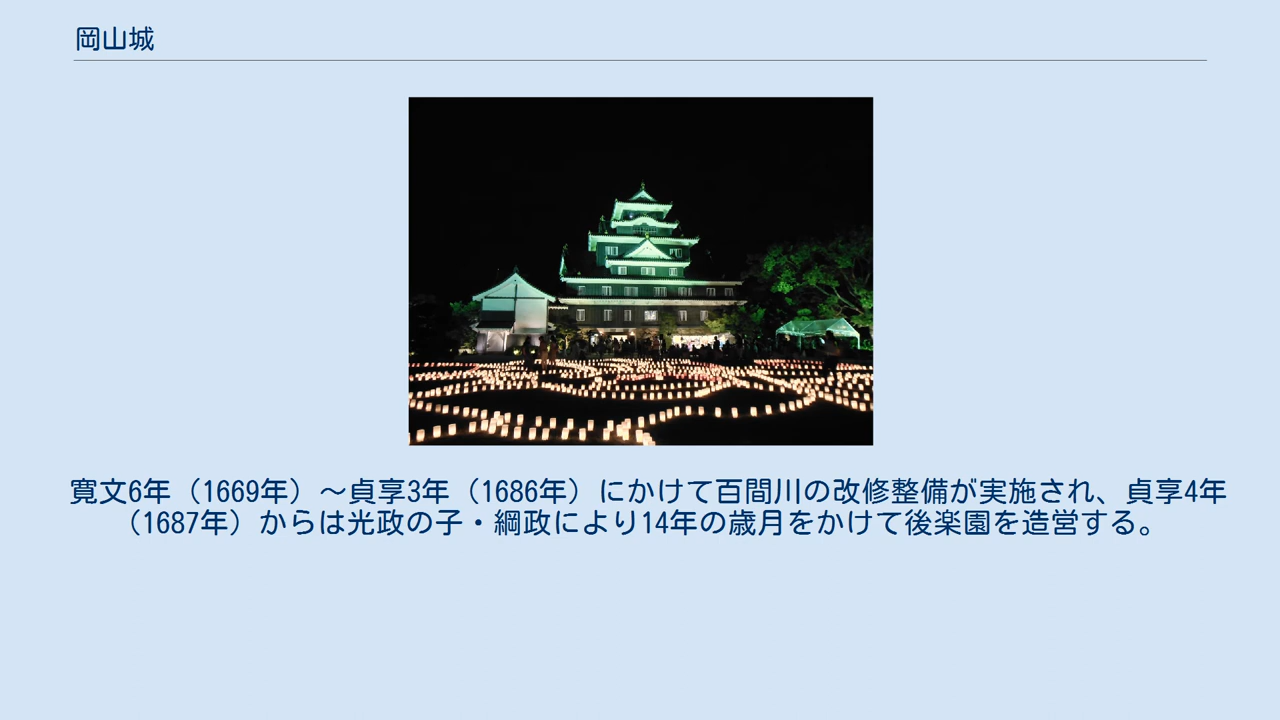 岡山城
寛文6年（1669年）～貞享3年（1686年）にかけて百間川の改修整備が実施され、貞享4年
（1687年）からは光政の子・綱政により14年の歳月をかけて後楽園を造営する。